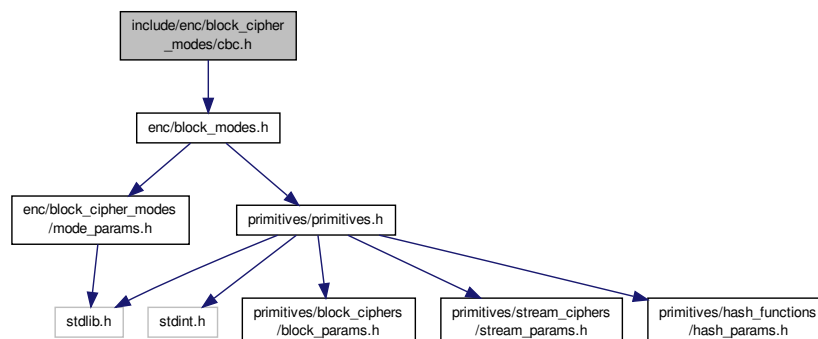 include/enc/block_cipher
_modes/cbc.h
enc/block_modes.h
enc/block_cipher_modes
/mode_params.h
primitives/primitives.h
stdlib.h
stdint.h
primitives/block_ciphers
/block_params.h
primitives/stream_ciphers
/stream_params.h
primitives/hash_functions
/hash_params.h